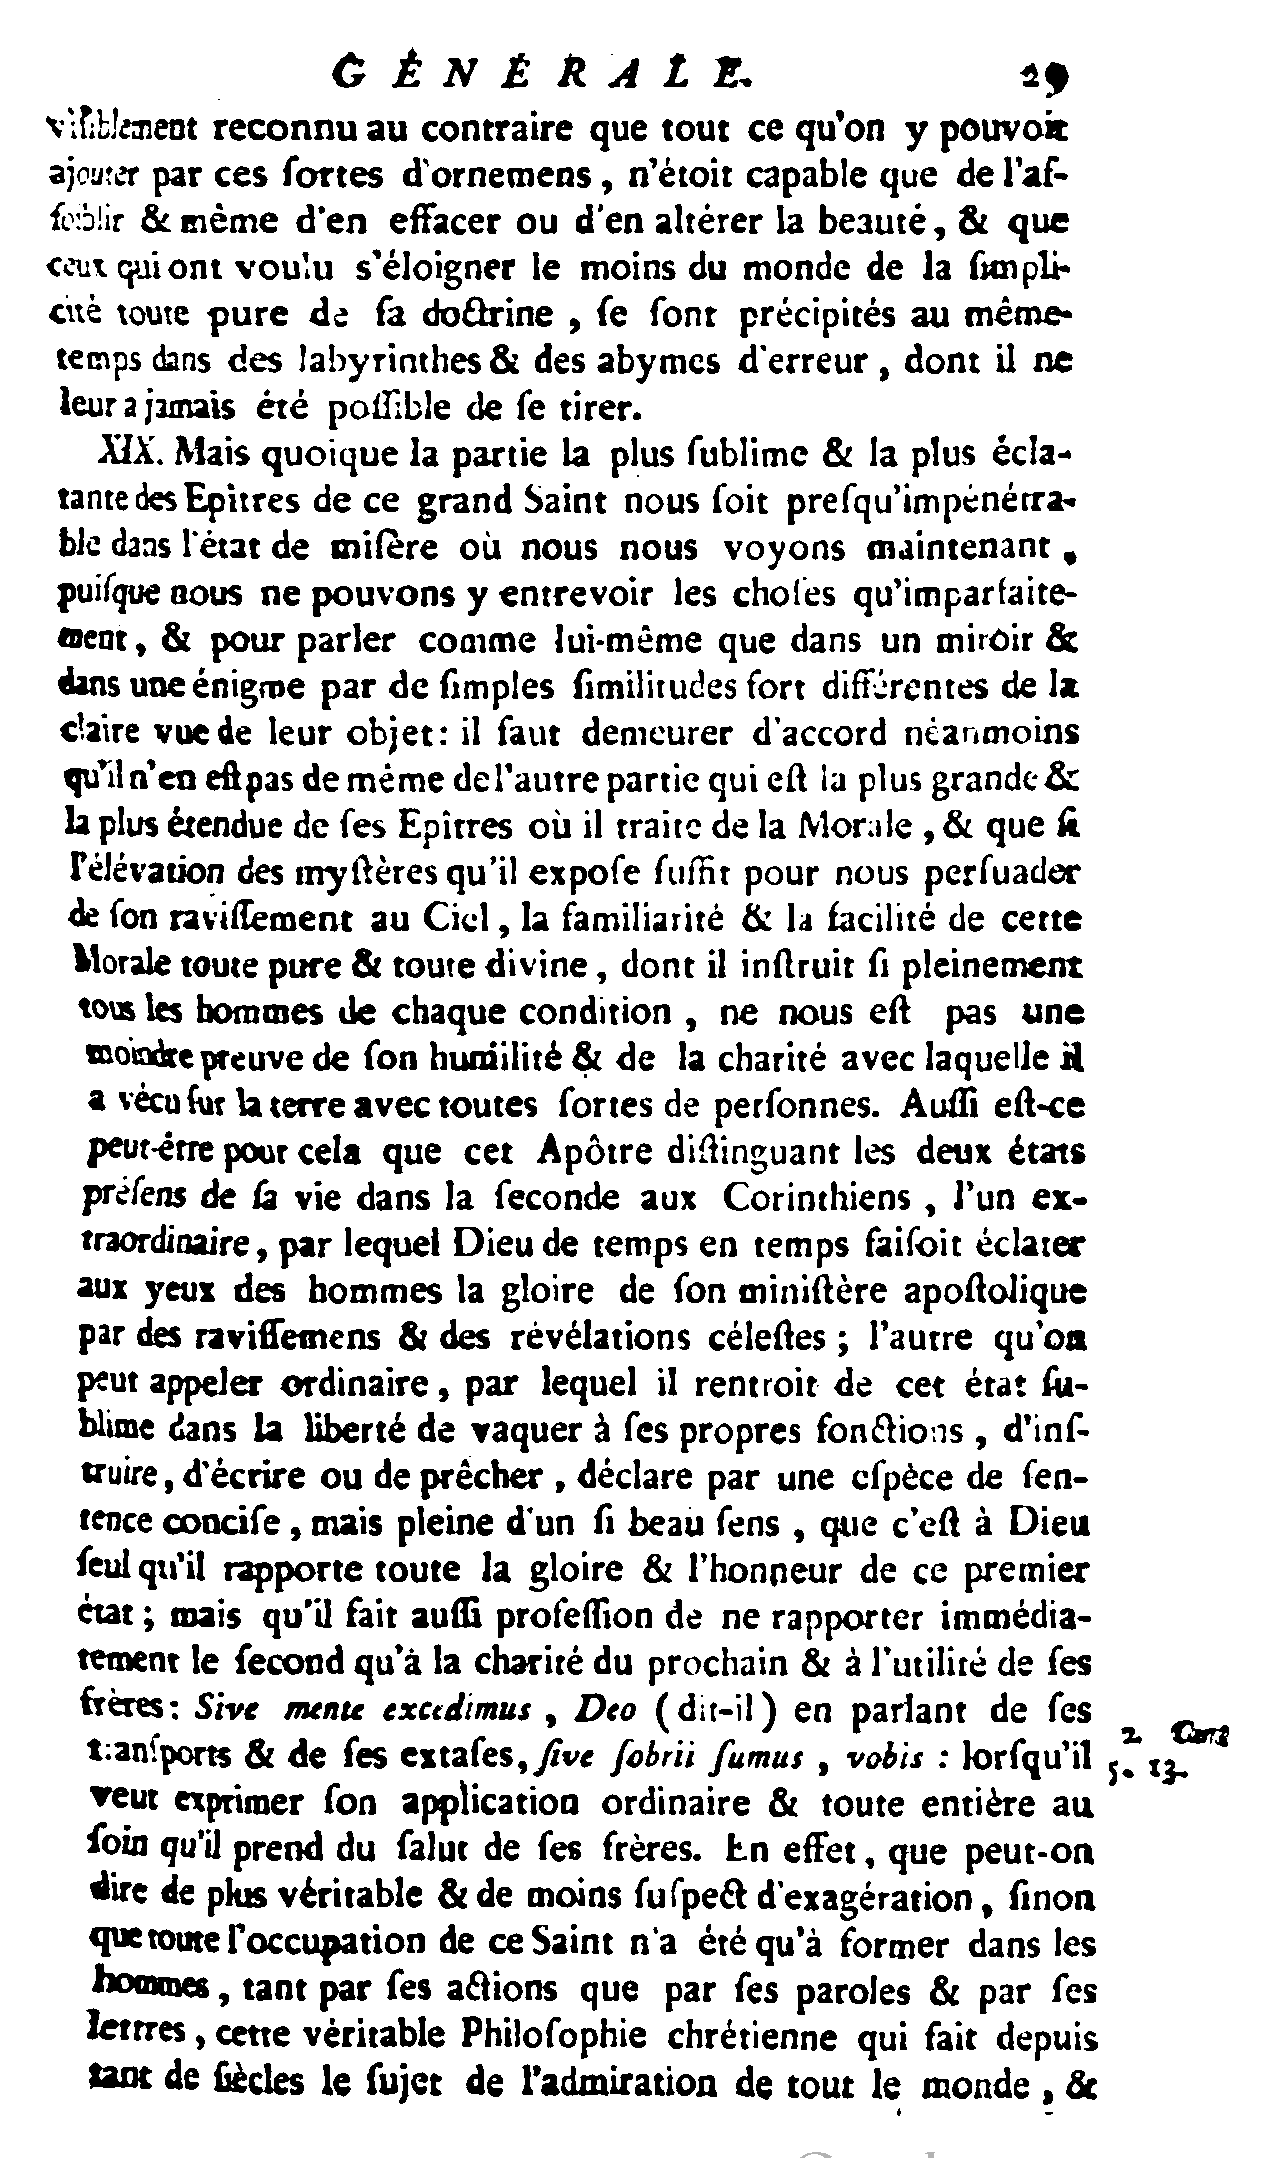 GÉNÉRALE. 29
visiblement reconnu au contraire que tout ce qu'on y pouvoit
ajouter par ces ſortes d'ornemens, n'étoit capable que de l'aſ-
foiblir & même d'en effacer ou d'en altérer la beauté, & que
ceux qui ont voulu s'éloigner le moins du monde de la ſimpli-
cité toute pure de ſa doctrine, ſe ſont précipités au même-
temps dans des labyrinthes & des abymes d'erreur, dont il ne
leur a jamais été poſſible de ſe tirer.
XIX. Mais quoique la partie la plus ſublime & la plus écla-
tante des Epîtres de ce grand Saint nous ſoit preſqu'impénétra-
ble dans l'état de miſère où nous nous voyons maintenant,
puiſque nous ne pouvons y entrevoir les choſes qu'imparfaite-
ment, & pour parler comme lui-même que dans un miroir &
dans une énigme par de ſimples ſimilitudes fort différentes de la
claire vue de leur objet: il faut demeurer d'accord néanmoins
qu'il n'en eſt pas de même de l'autre partie qui eſt la plus grande &
la plus étendue de ſes Epîtres où il traite de la Morale, & que ſi
l'élévation des myſtères qu'il expoſe ſuffit pour nous perſuader
de ſon raviſſement au Ciel, la familiarité & la facilité de cette
Morale toute pure & toute divine, dont il inſtruit ſi pleinement
tous les hommes de chaque condition, ne nous eſt pas une
moindre preuve de ſon humilité & de la charité avec laquelle il
a vécu ſur la terre avec toutes ſortes de perſonnes. Auſſi eſt-ce
peut-être pour cela que cet Apôtre diſtinguant les deux états
préſens de ſa vie dans la ſeconde aux Corinthiens, l'un ex-
traordinaire, par lequel Dieu de temps en temps faiſoit éclater
aux yeux des hommes la gloire de ſon miniſtère apoſtolique
par des raviſſemens & des révélations céleſtes; l'autre qu'on
peut appeler ordinaire, par lequel il rentroit de cet état ſu-
blime dans la liberté de vaquer à ſes propres fonctions, d'inſ-
truire, d'écrire ou de prêcher, déclare par une eſpèce de ſen-
tence conciſe, mais pleine d'un ſi beau ſens, que c'eſt à Dieu
ſeul qu'il rapporte toute la gloire & l'honneur de ce premier
état; mais qu'il fait auſſi profeſſion de ne rapporter immédia-
tement le ſecond qu'à la charité du prochain & à l'utilité de ſes
frères: Sive mente excedimus, Deo (dit-il) en parlant de ſes
tranſports & de ſes extaſes, ſive ſobrii ſumus, vobis: lorſqu'il
2. Cor.
5. 13.
veut exprimer ſon application ordinaire & toute entière au
ſoin qu'il prend du ſalut de ſes frères. En effet, que peut-on
dire de plus véritable & de moins ſuſpect d'exagération, ſinon
que toute l'occupation de ce Saint n'a été qu'à former dans les
hommes, tant par ſes actions que par ſes paroles & par ſes
lettres, cette véritable Philoſophie chrétienne qui fait depuis
tant de ſiècles le ſujet de l'admiration de tout le monde, &